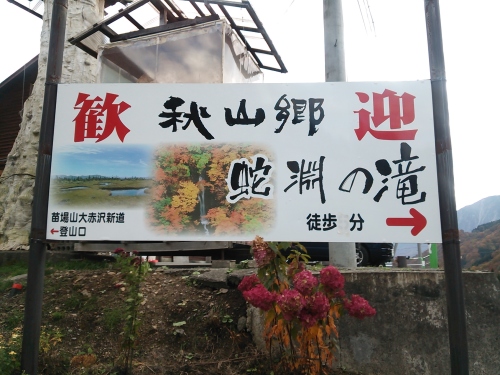 歓 秋山郷 迎
蛇淵の滝
徒歩 分
→
苗場山大赤沢新道
←登山口